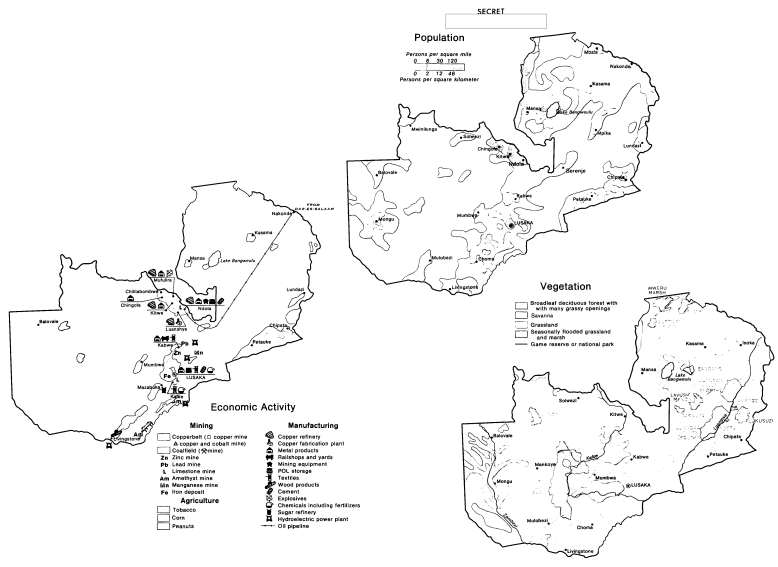 SECRET
Population
Persons per square mile
0 6 30 120
0 2 12 46
Persons per square kilometer
Mbala
Nakonde
Kasama
Mansa
Lake Bangweulu
Mpika
Lundazi
Mwinilunga
Solwezi
Chingola
Kitwe
Ndola
Serenje
Chipata
Balovale
Petauke
Kabwe
Mumbwa
Mongu
LUSAKA
Mulobezi
Choma
Livingstone
FROM
DAR-ES-SALAAM
Nakonde
Kasama
Mansa
Lake Bangweulu
Mufulira
Lundazi
Chililabombwe
Chingola
Kitwe
Ndola
Luanshya
Balovale
Chipata
Petauke
Kabwe
Pb
Zn
Mn
Mumbwa
Fe
LUSAKA
Mazabuka
Kafue
Am
Livingstone
Economic Activity
Mining
Copperbelt (□ copper mine
△ copper and cobalt mine)
Coalfield (⚒mine)
Zn Zinc mine
Pb Lead mine
L Limestone mine
Am Amethyst mine
Mn Manganese mine
Fe Iron deposit
Agriculture
Tobacco
Corn
Peanuts
Manufacturing
Copper refinery
Copper fabrication plant
Metal products
Railshops and yards
Mining equipment
POL storage
Textiles
Wood products
Cement
Explosives
Chemicals including fertilizers
Sugar refinery
Hydroelectric power plant
Oil pipeline
Vegetation
Broadleaf deciduous forest with
with many grassy openings
Savanna
Grassland
Seasonally flooded grassland
and marsh
Game reserve or national park
MWERU
MARSH
Kasama
Isoka
Mansa
Lake
Bangweulu
Solwezi
Kitwe
Chipata
Balovale
Petauke
Mankoya
Kabwe
Mongu
Mumbwa
LUSAKA
Mulobezi
Choma
Livingstone